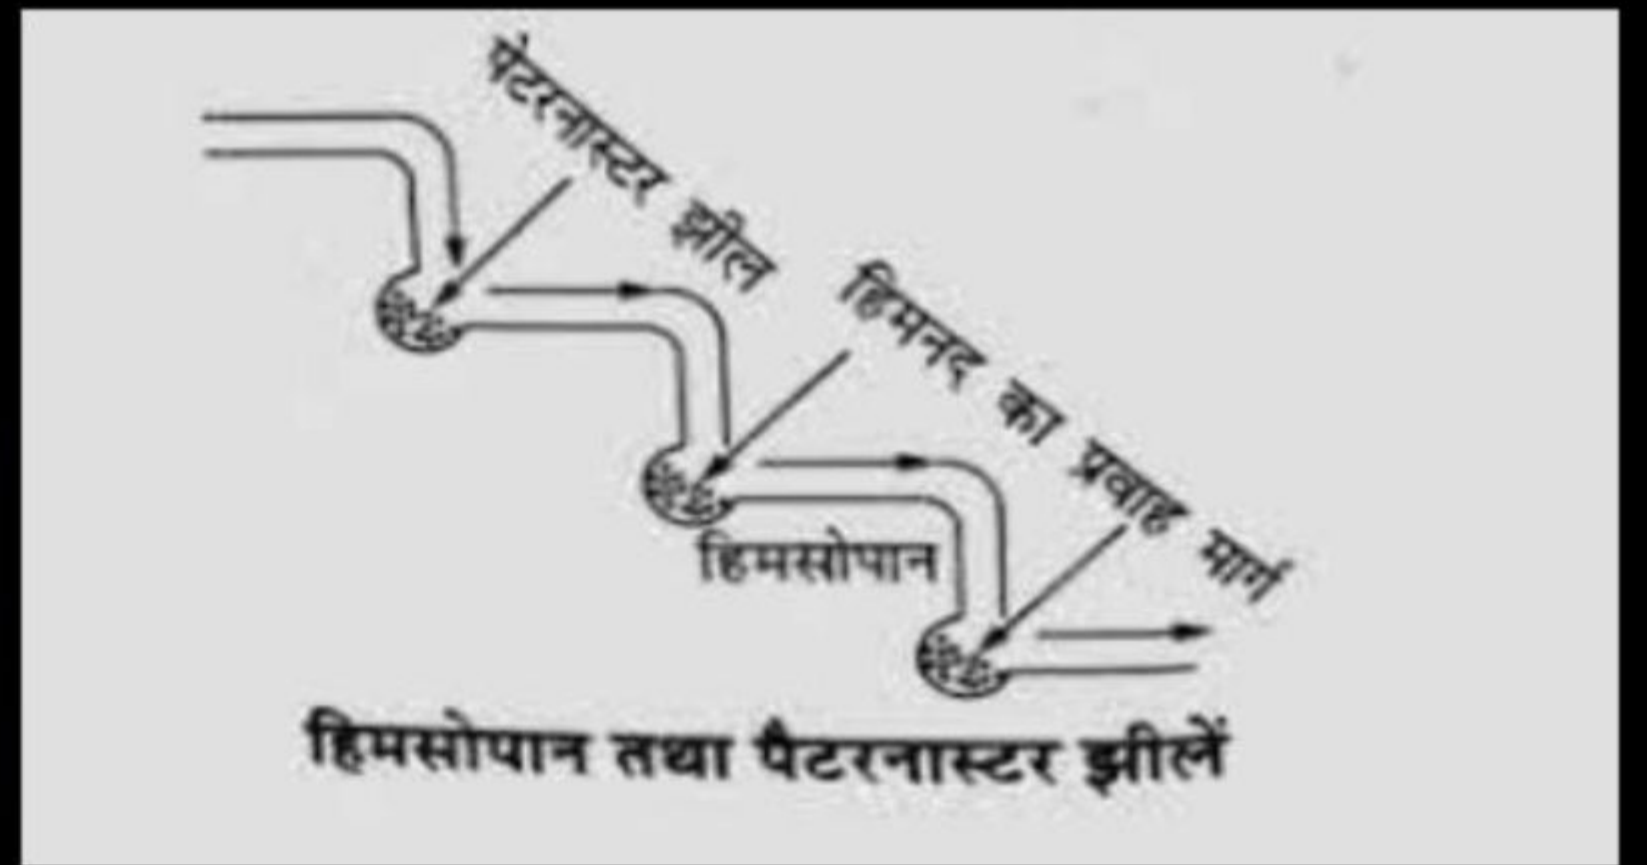 पेटरनास्टर झील
हिमनद का प्रवाह मार्ग
हिमसोपान
हिमसोपान तथा पैटरनास्टर झीलें